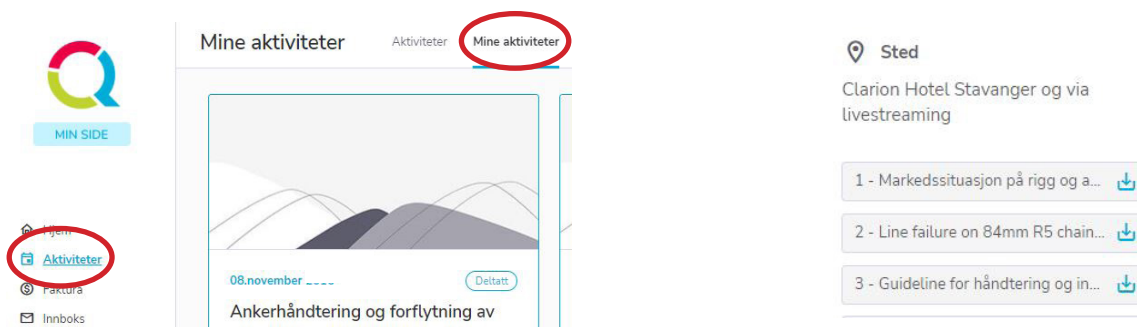 MIN SIDE
Hjem
Aktiviteter
Faktura
Innboks
Mine aktiviteter
Aktiviteter
Mine aktiviteter
08.november
Deltatt
Ankerhåndtering og forflytning av
Sted
Clarion Hotel Stavanger og via
livestreaming
1 - Markedssituasjon på rigg og a...
2 - Line failure on 84mm R5 chain...
3 - Guideline for håndtering og in...